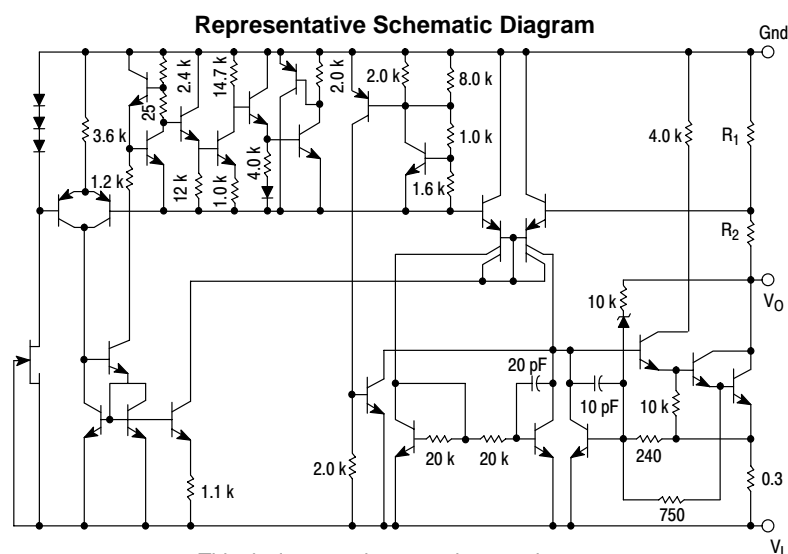 Representative Schematic Diagram
Gnd
2.4 k
14.7 k
2.0 k
2.0 k
8.0 k
25
3.6 k
4.0 k
1.0 k
4.0 k
R1
1.2 k
12 k
1.0 k
1.6 k
R2
10 k
VO
20 pF
10 pF
10 k
20 k
20 k
240
2.0 k
0.3
1.1 k
750
VI